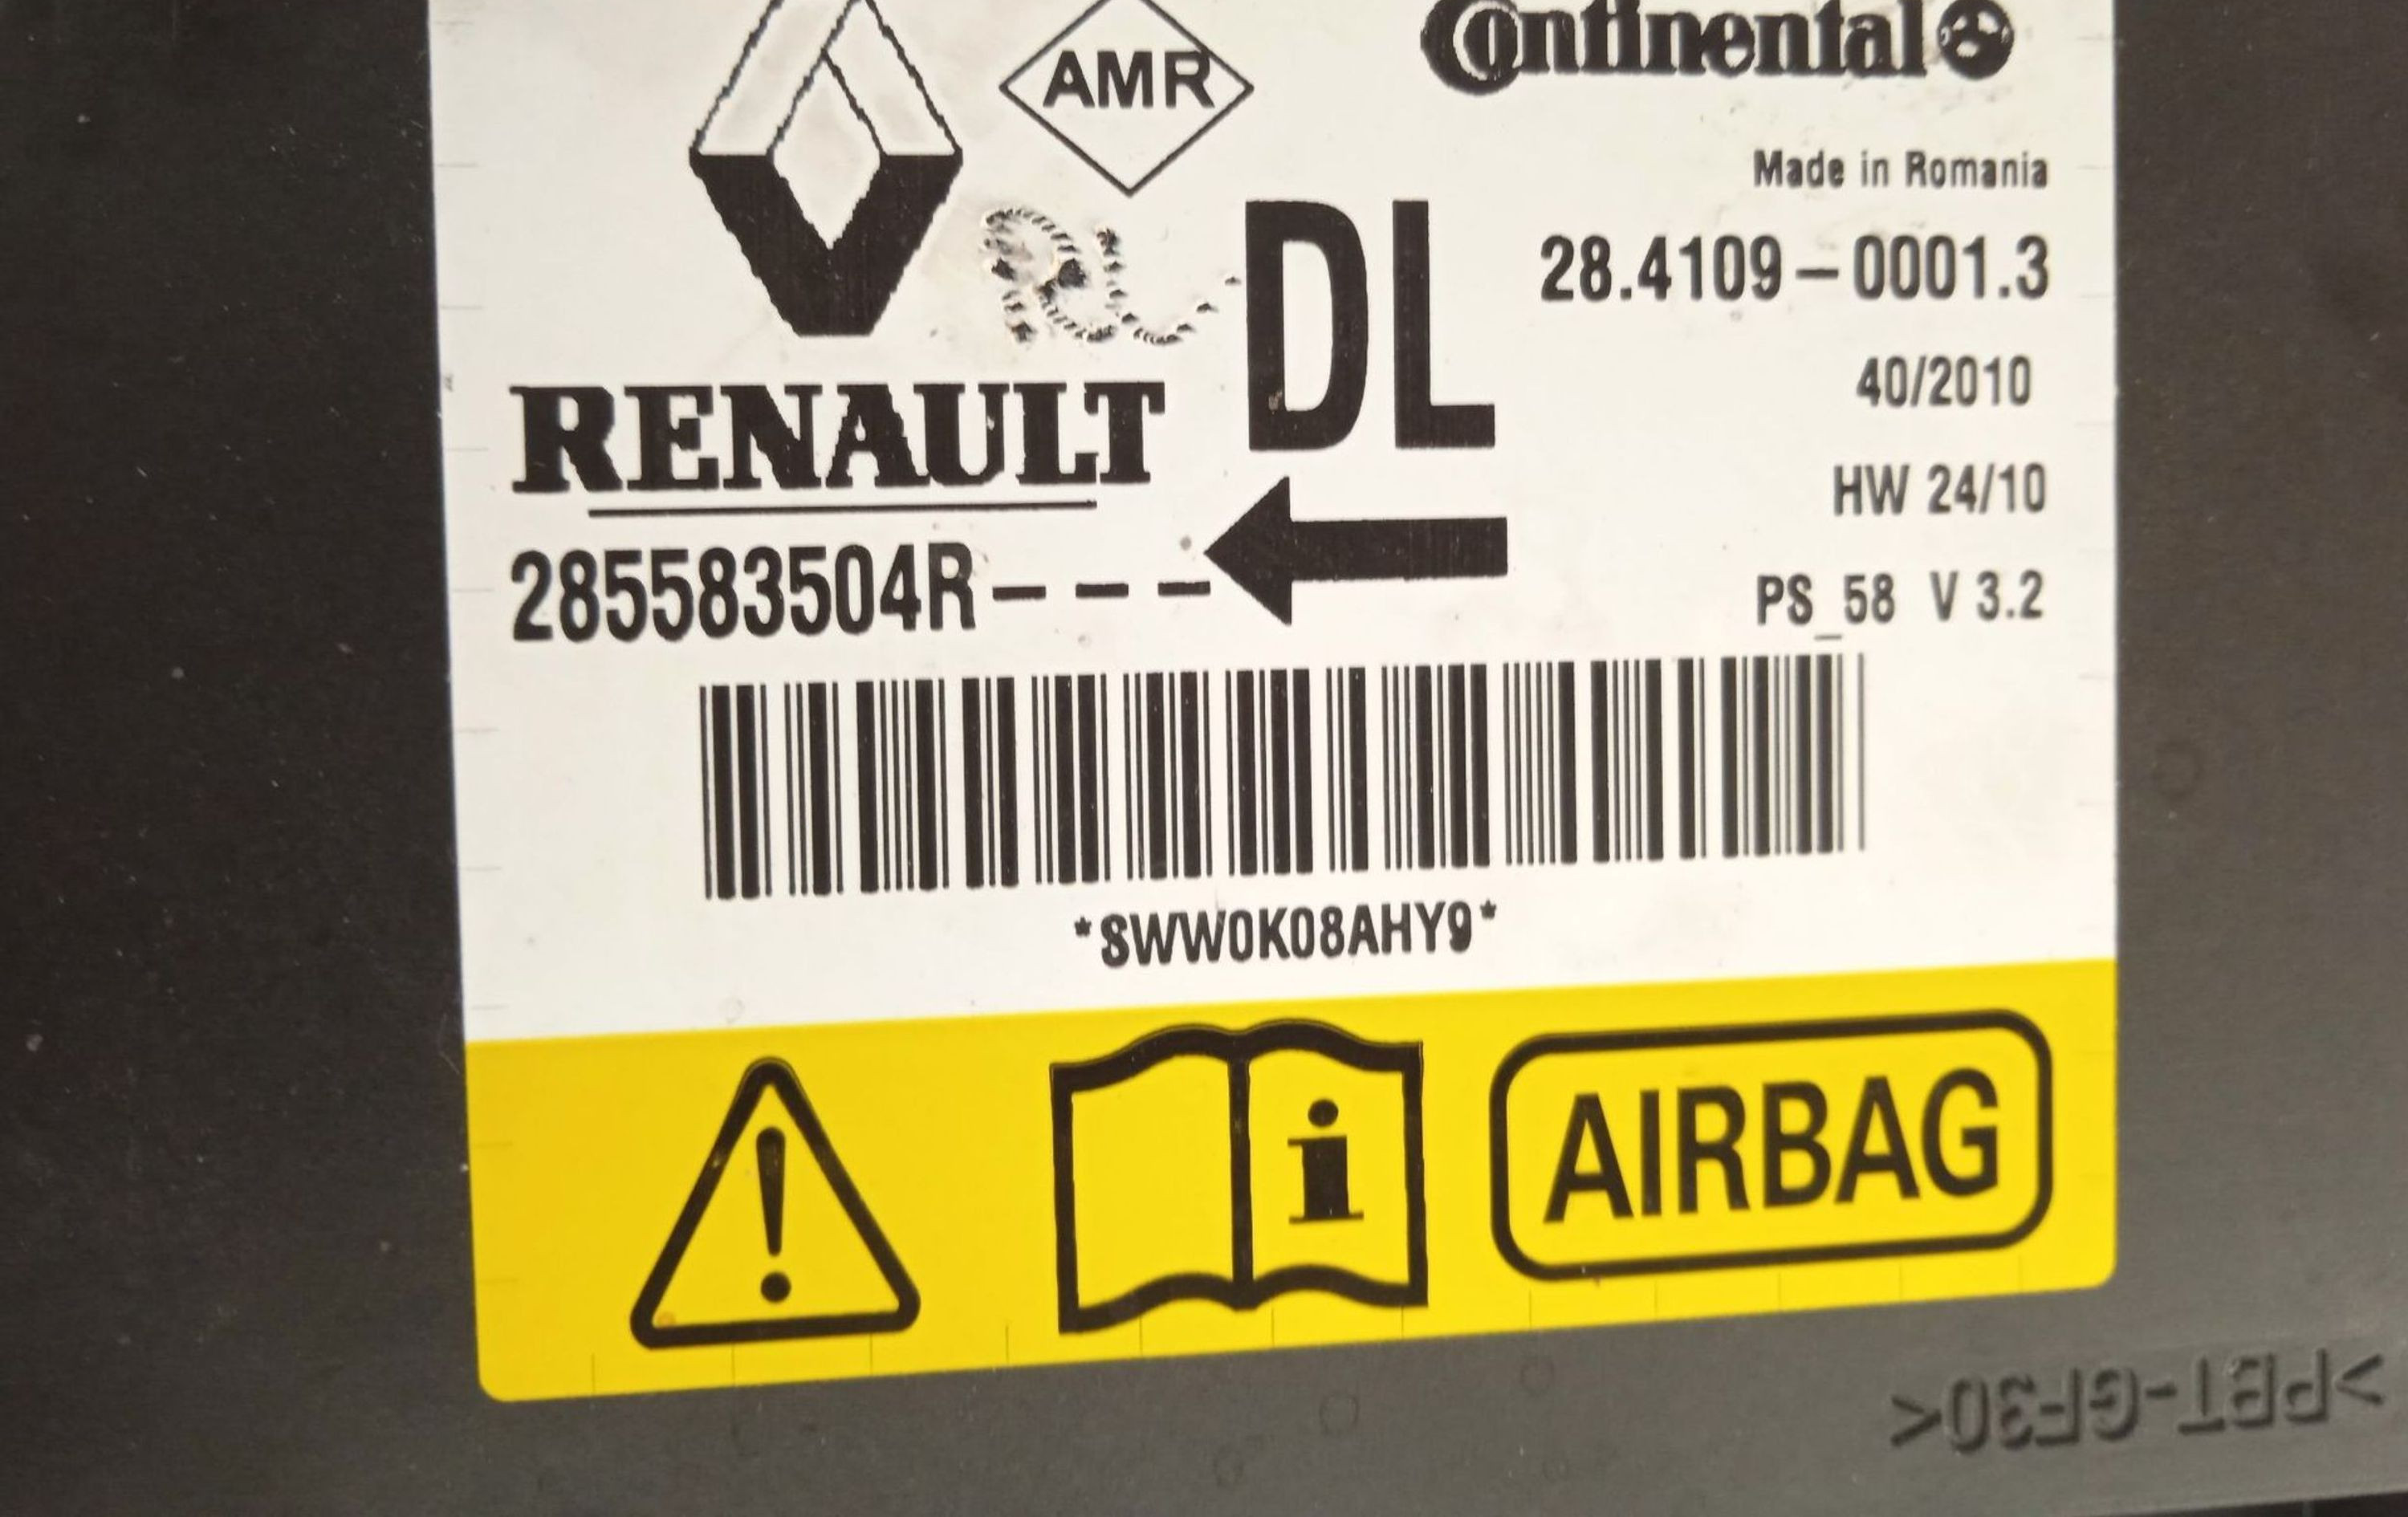 AMR
Continental
Made in Romania
DL
28.4109-0001.3
40/2010
RENAULT
HW 24/10
285583504R---
PS_58 V 3.2
*SWW0K08AHY9*
AIRBAG
>PBT-GF30<